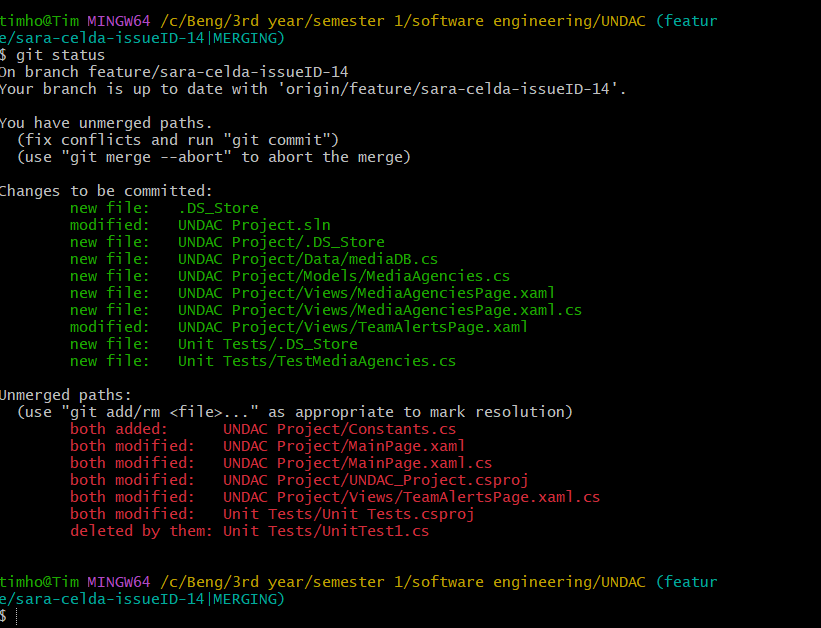 timho@Tim MINGW64 /c/Beng/3rd year/semester 1/software engineering/UNDAC (featur
e/sara-celda-issueID-14|MERGING)
$ git status
On branch feature/sara-celda-issueID-14
Your branch is up to date with 'origin/feature/sara-celda-issueID-14'.
You have unmerged paths.
  (fix conflicts and run "git commit")
  (use "git merge --abort" to abort the merge)
Changes to be committed:
        new file:   .DS_Store
        modified:   UNDAC Project.sln
        new file:   UNDAC Project/.DS_Store
        new file:   UNDAC Project/Data/mediaDB.cs
        new file:   UNDAC Project/Models/MediaAgencies.cs
        new file:   UNDAC Project/Views/MediaAgenciesPage.xaml
        new file:   UNDAC Project/Views/MediaAgenciesPage.xaml.cs
        modified:   UNDAC Project/Views/TeamAlertsPage.xaml
        new file:   Unit Tests/.DS_Store
        new file:   Unit Tests/TestMediaAgencies.cs
Unmerged paths:
  (use "git add/rm <file>..." as appropriate to mark resolution)
        both added:      UNDAC Project/Constants.cs
        both modified:   UNDAC Project/MainPage.xaml
        both modified:   UNDAC Project/MainPage.xaml.cs
        both modified:   UNDAC Project/UNDAC_Project.csproj
        both modified:   UNDAC Project/Views/TeamAlertsPage.xaml.cs
        both modified:   Unit Tests/Unit Tests.csproj
        deleted by them: Unit Tests/UnitTest1.cs
timho@Tim MINGW64 /c/Beng/3rd year/semester 1/software engineering/UNDAC (featur
e/sara-celda-issueID-14|MERGING)
$